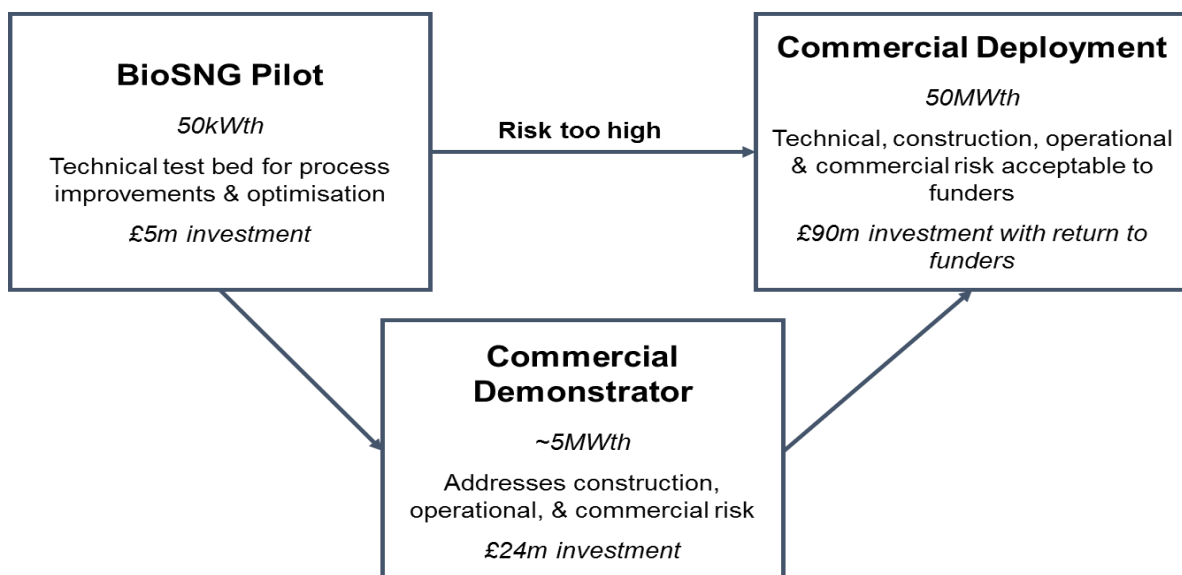 BioSNG Pilot
50kWth
Technical test bed for process
improvements & optimisation
£5m investment
Risk too high
Commercial Deployment
50MWth
Technical, construction, operational
& commercial risk acceptable to
funders
£90m investment with return to
funders
Commercial
Demonstrator
~5MWth
Addresses construction,
operational, & commercial risk
£24m investment